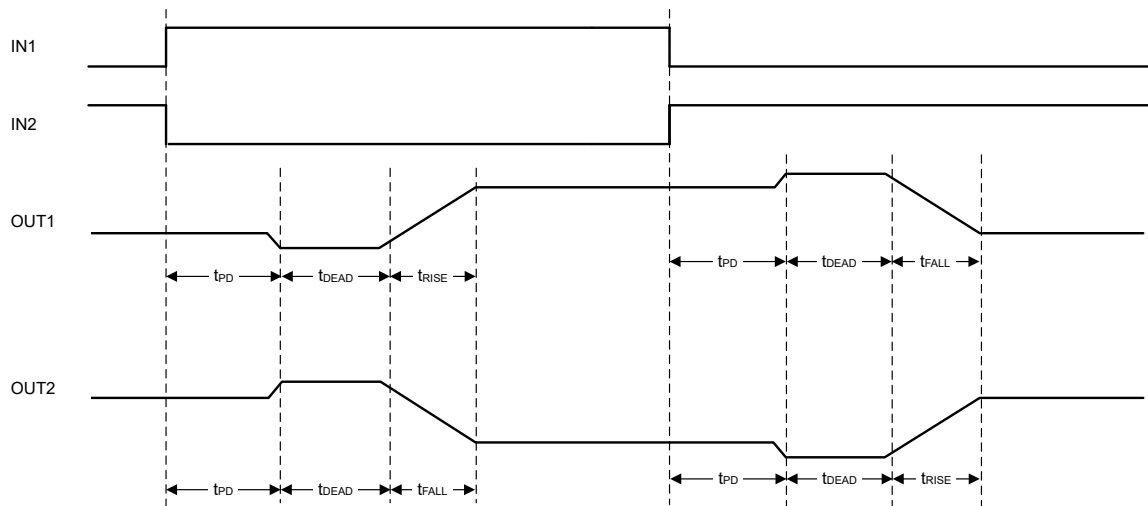 IN1
IN2
OUT1
tPD tDEAD tRISE tPD tDEAD tFALL
OUT2
tPD tDEAD tFALL tPD tDEAD tRISE